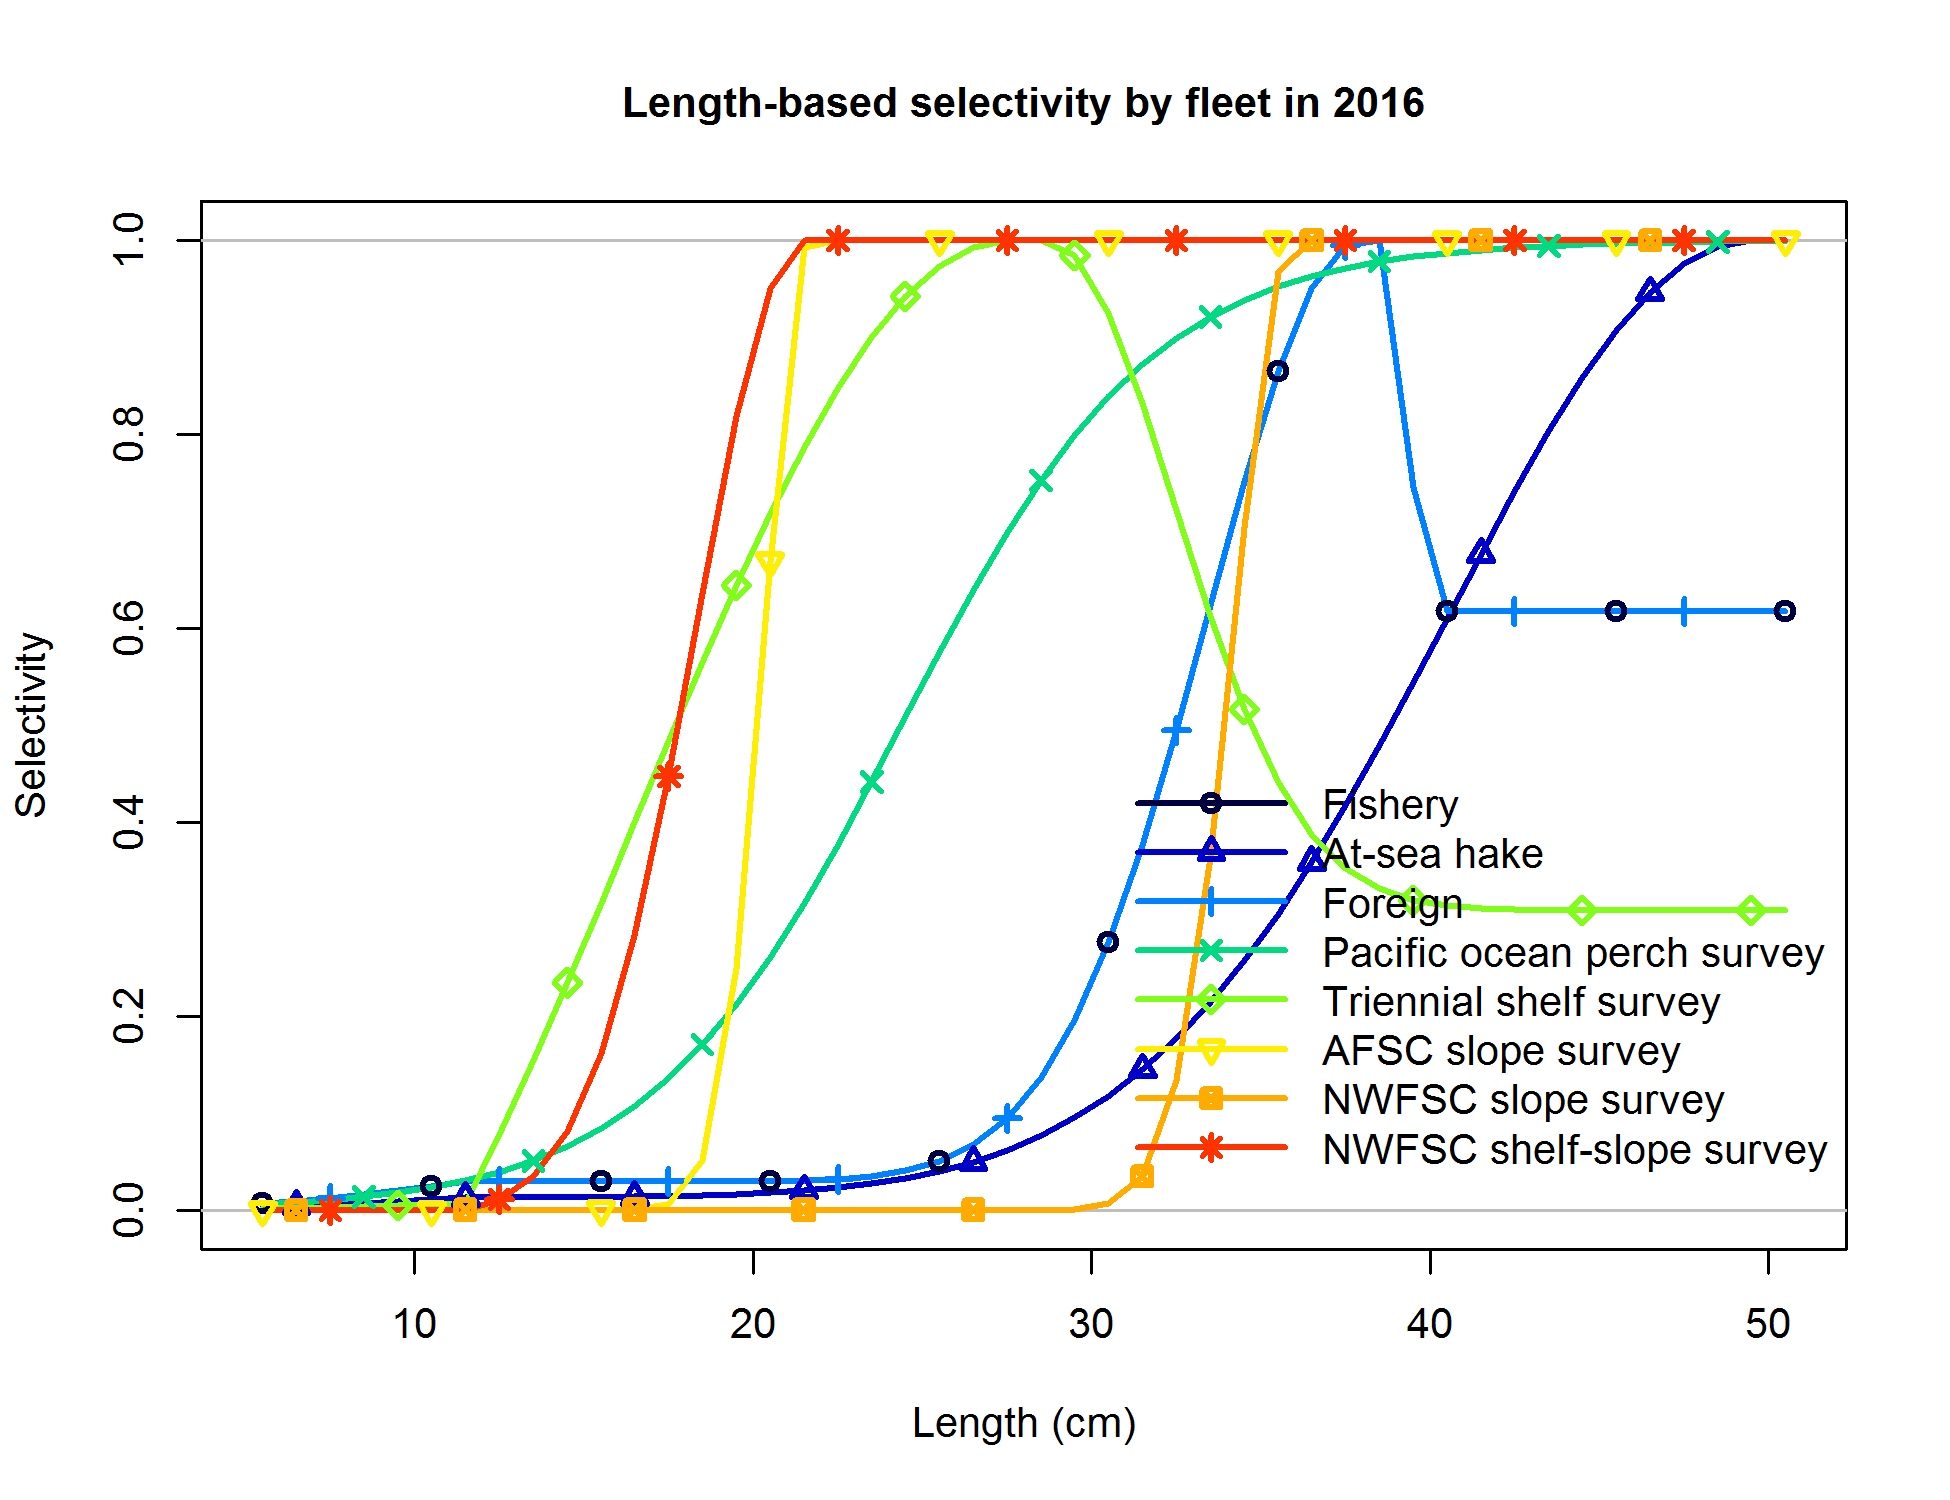 Length-based selectivity by fleet in 2016
1.0
0.8
0.6
0.4
0.2
0.0
Selectivity
Fishery
At-sea hake
Foreign
Pacific ocean perch survey
Triennial shelf survey
AFSC slope survey
NWFSC slope survey
NWFSC shelf-slope survey
10 20 30 40 50
Length (cm)